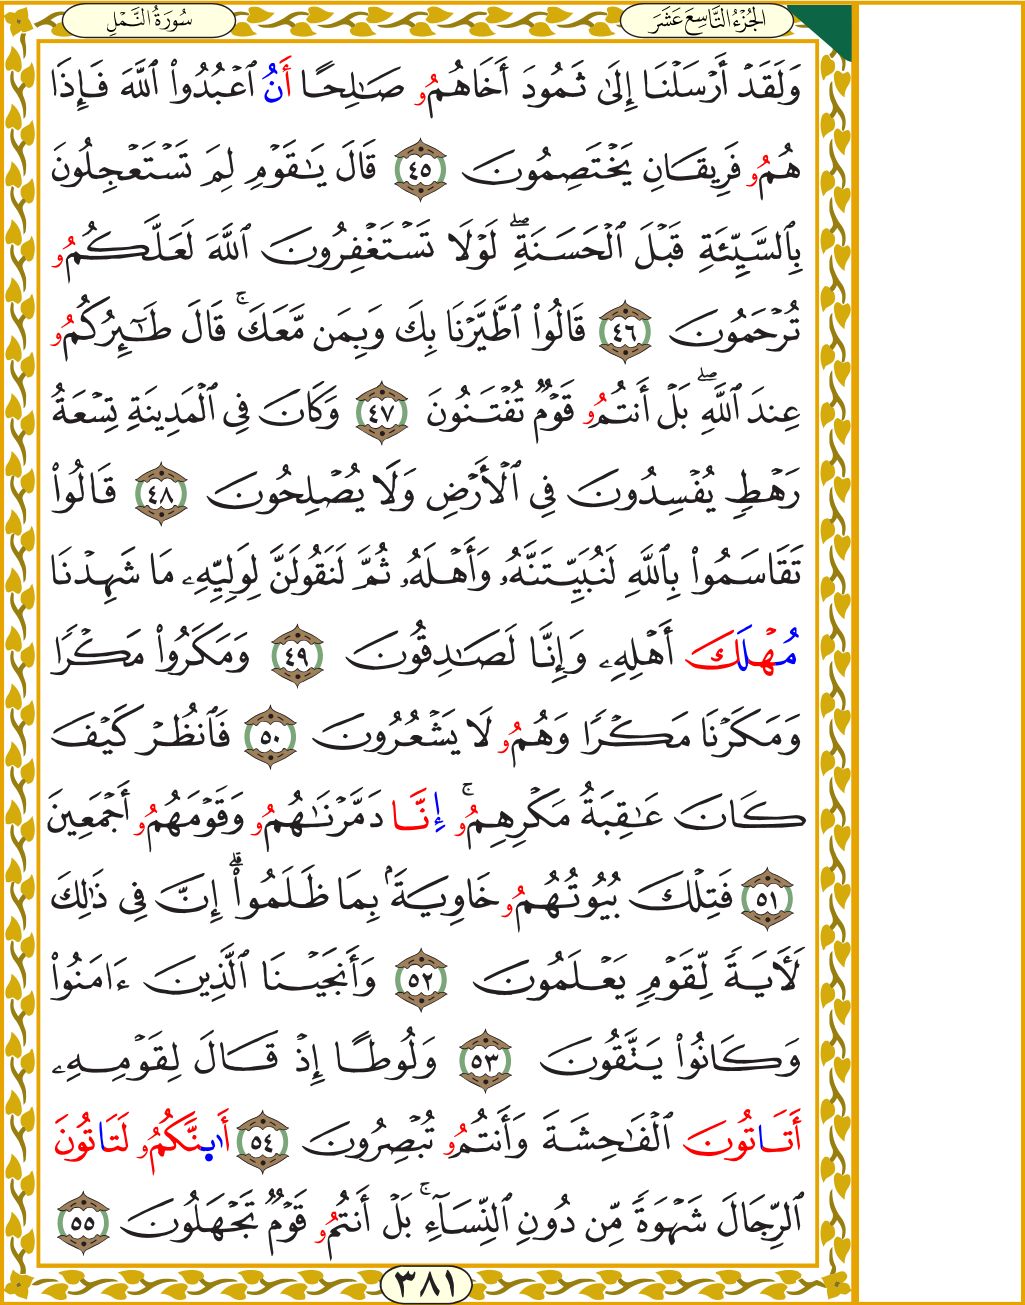 الجُزْءُ التَّاسِعَ عَشَرَ
سُورَةُ النَّمْلِ
وَلَقَدْ أَرْسَلْنَا إِلَىٰ ثَمُودَ أَخَاهُمُۥ صَـٰلِحًا أَنُ ٱعْبُدُوا۟ ٱللَّهَ فَإِذَا
هُمُۥ فَرِيقَانِ يَخْتَصِمُونَ ٤٥ قَالَ يَـٰقَوْمِ لِمَ تَسْتَعْجِلُونَ
بِٱلسَّيِّئَةِ قَبْلَ ٱلْحَسَنَةِۖ لَوْلَا تَسْتَغْفِرُونَ ٱللَّهَ لَعَلَّكُمُۥ
تُرْحَمُونَ ٤٦ قَالُوا۟ ٱطَّيَّرْنَا بِكَ وَبِمَن مَّعَكَۚ قَالَ طَـٰٓئِرُكُمُۥ
عِندَ ٱللَّهِۖ بَلْ أَنتُمُۥ قَوْمٌ تُفْتَنُونَ ٤٧ وَكَانَ فِى ٱلْمَدِينَةِ تِسْعَةُ
رَهْطٍ يُفْسِدُونَ فِى ٱلْأَرْضِ وَلَا يُصْلِحُونَ ٤٨ قَالُوا۟
تَقَاسَمُوا۟ بِٱللَّهِ لَنُبَيِّتَنَّهُۥ وَأَهْلَهُۥ ثُمَّ لَنَقُولَنَّ لِوَلِيِّهِۦ مَا شَهِدْنَا
مُهْلَكَ أَهْلِهِۦ وَإِنَّا لَصَـٰدِقُونَ ٤٩ وَمَكَرُوا۟ مَكْرًا
وَمَكَرْنَا مَكْرًا وَهُمُۥ لَا يَشْعُرُونَ ٥٠ فَٱنظُرْ كَيْفَ
كَانَ عَـٰقِبَةُ مَكْرِهِمُۥۚ إِنَّا دَمَّرْنَـٰهُمُۥ وَقَوْمَهُمُۥ أَجْمَعِينَ
٥١ فَتِلْكَ بُيُوتُهُمُۥ خَاوِيَةًۢ بِمَا ظَلَمُوٓا۟ۗ إِنَّ فِى ذَٰلِكَ
لَـَٔايَةً لِّقَوْمٍ يَعْلَمُونَ ٥٢ وَأَنجَيْنَا ٱلَّذِينَ ءَامَنُوا۟
وَكَانُوا۟ يَتَّقُونَ ٥٣ وَلُوطًا إِذْ قَالَ لِقَوْمِهِۦ
أَتَاتُونَ ٱلْفَـٰحِشَةَ وَأَنتُمُۥ تُبْصِرُونَ ٥٤ أَىِٕنَّكُمُۥ لَتَاتُونَ
ٱلرِّجَالَ شَهْوَةً مِّن دُونِ ٱلنِّسَآءِۚ بَلْ أَنتُمُۥ قَوْمٌ تَجْهَلُونَ ٥٥
٣٨١